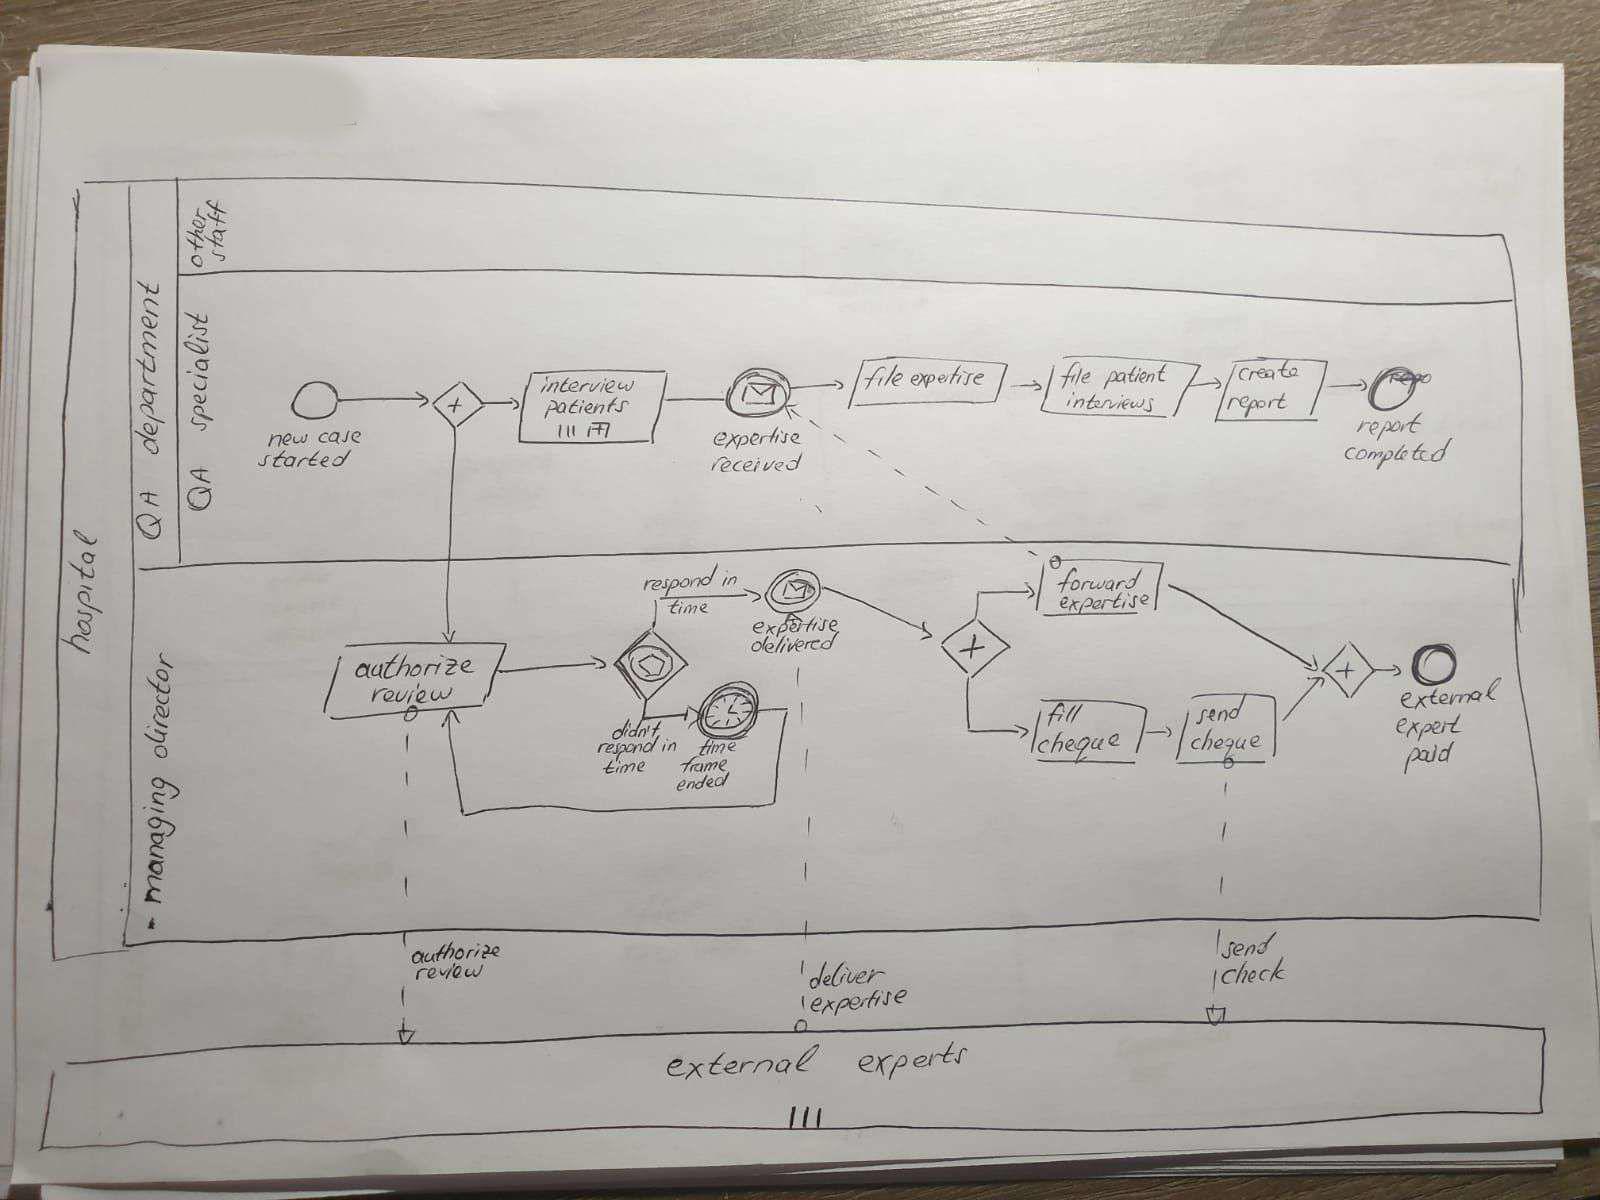 hospital
QA department
other
staff
QA specialist
new case
started
interview
patients
expertise
received
file expertise
file patient
interviews
create
report
report
completed
managing director
authorize
review
respond in
time
didn't
respond in
time
time
frame
ended
expertise
delivered
forward
expertise
fill
cheque
send
cheque
external
expert
paid
authorize
review
deliver
expertise
send
check
external experts